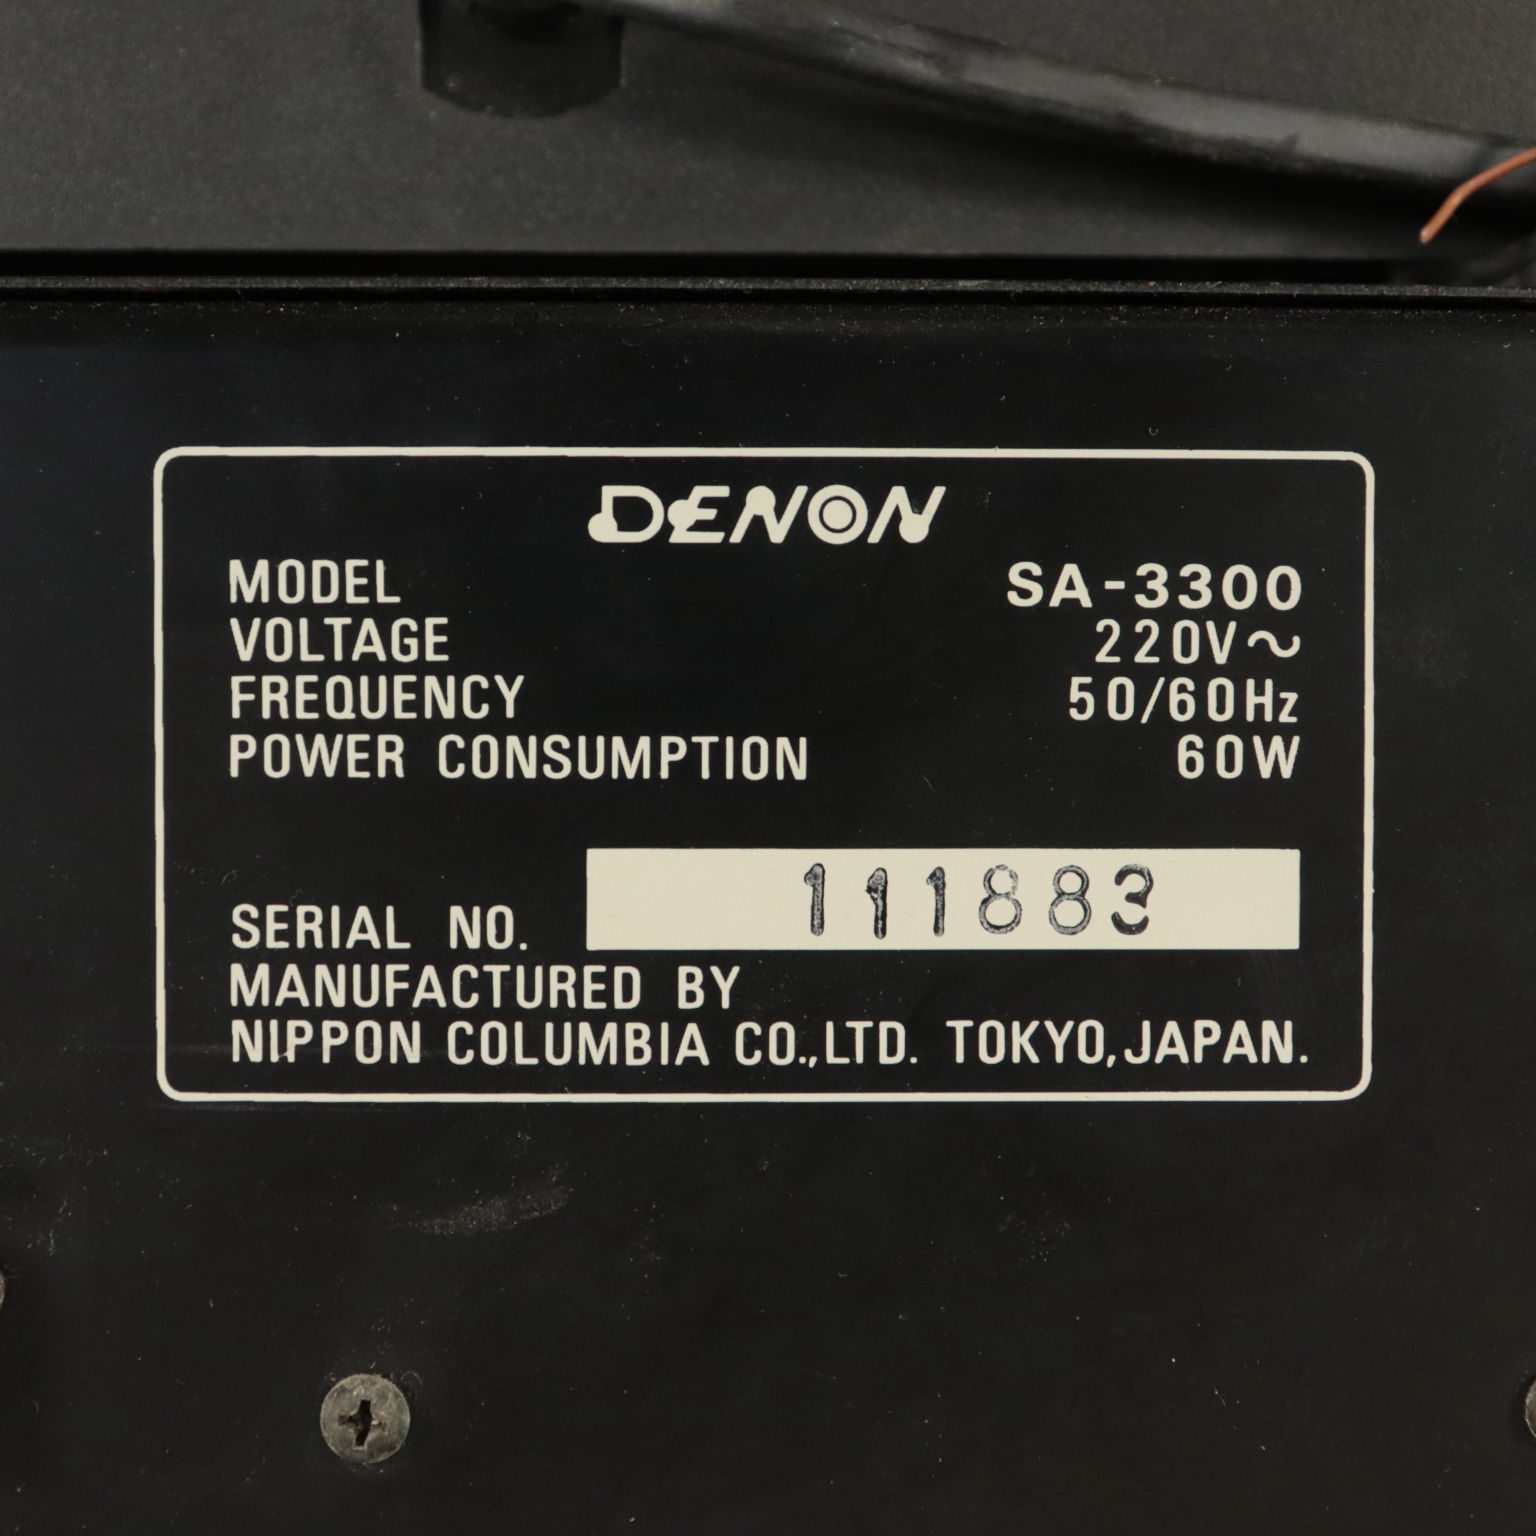 DENON
MODEL SA-3300
VOLTAGE 220V~
FREQUENCY 50/60Hz
POWER CONSUMPTION 60W
SERIAL NO. 111883
MANUFACTURED BY
NIPPON COLUMBIA CO.,LTD. TOKYO,JAPAN.